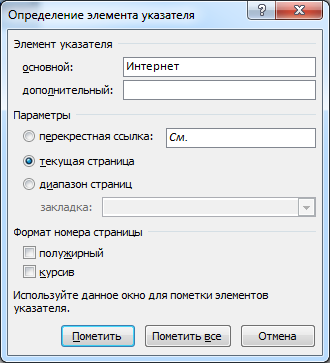 Определение элемента указателя
Элемент указателя
основной: Интернет
дополнительный:
Параметры
перекрестная ссылка: См.
текущая страница
диапазон страниц
закладка:
Формат номера страницы
полужирный
курсив
Используйте данное окно для пометки элементов
указателя.
Пометить Пометить все Отмена